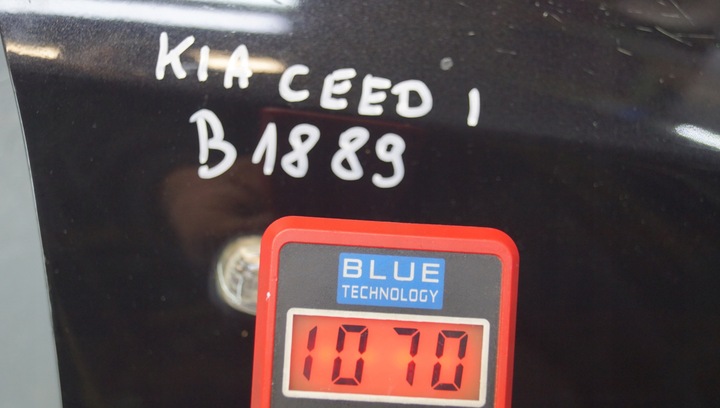 KIA CEED I
B1889
BLUE
TECHNOLOGY
1070